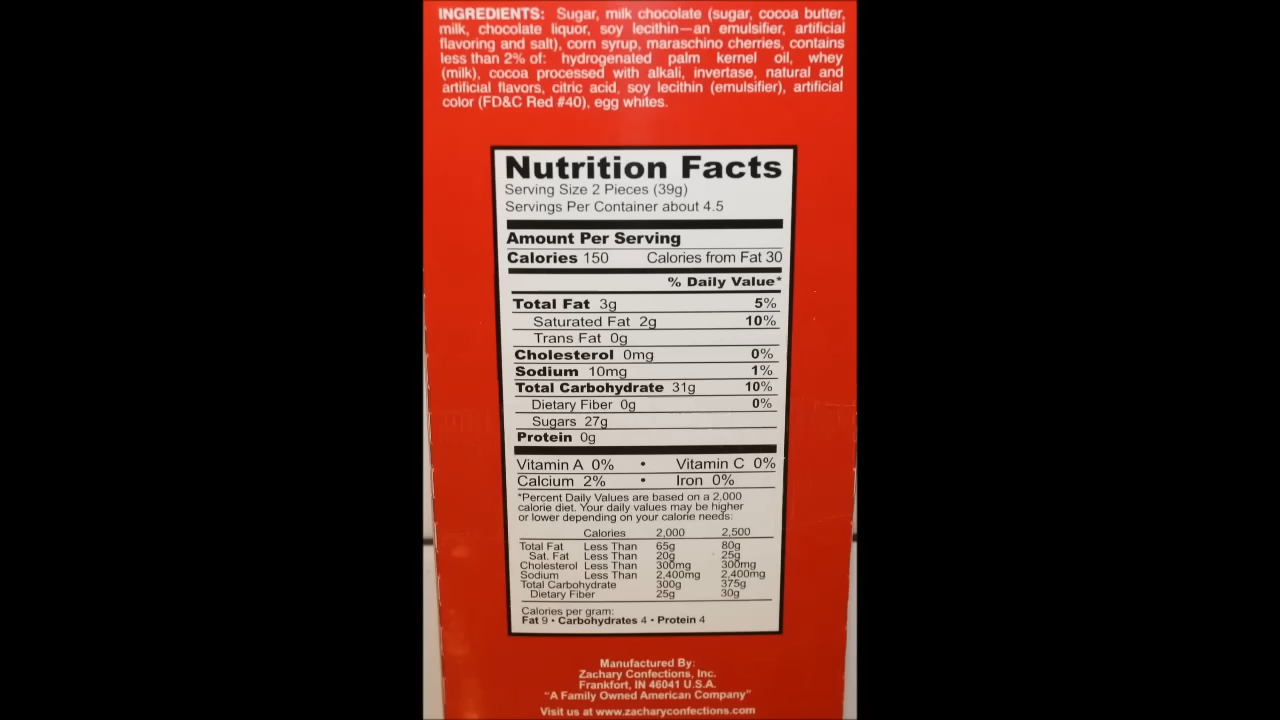 INGREDIENTS: Sugar, milk chocolate (sugar, cocoa butter,
milk, chocolate liquor, soy lecithin—an emulsifier, artificial
flavoring and salt), corn syrup, maraschino cherries, contains
less than 2% of: hydrogenated palm kernel oil, whey
(milk), cocoa processed with alkali, invertase, natural and
artificial flavors, citric acid, soy lecithin (emulsifier), artificial
color (FD&C Red #40), egg whites.
Nutrition Facts
Serving Size 2 Pieces (39g)
Servings Per Container about 4.5
Amount Per Serving
Calories 150 Calories from Fat 30
% Daily Value*
Total Fat 3g 5%
Saturated Fat 2g 10%
Trans Fat 0g
Cholesterol 0mg 0%
Sodium 10mg 1%
Total Carbohydrate 31g 10%
Dietary Fiber 0g 0%
Sugars 27g
Protein 0g
Vitamin A 0% • Vitamin C 0%
Calcium 2% • Iron 0%
*Percent Daily Values are based on a 2,000
calorie diet. Your daily values may be higher
or lower depending on your calorie needs:
Calories 2,000 2,500
Total Fat Less Than 65g 80g
Sat. Fat Less Than 20g 25g
Cholesterol Less Than 300mg 300mg
Sodium Less Than 2,400mg 2,400mg
Total Carbohydrate 300g 375g
Dietary Fiber 25g 30g
Calories per gram:
Fat 9 • Carbohydrates 4 • Protein 4
Manufactured By:
Zachary Confections, Inc.
Frankfort, IN 46041 U.S.A.
"A Family Owned American Company"
Visit us at www.zacharyconfections.com